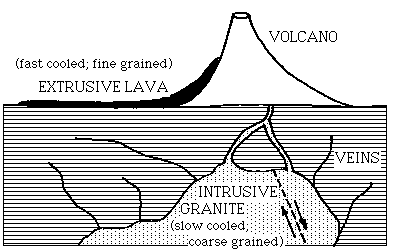 VOLCANO
(fast cooled; fine grained)
EXTRUSIVE LAVA
VEINS
INTRUSIVE
GRANITE
(slow cooled;
coarse grained)